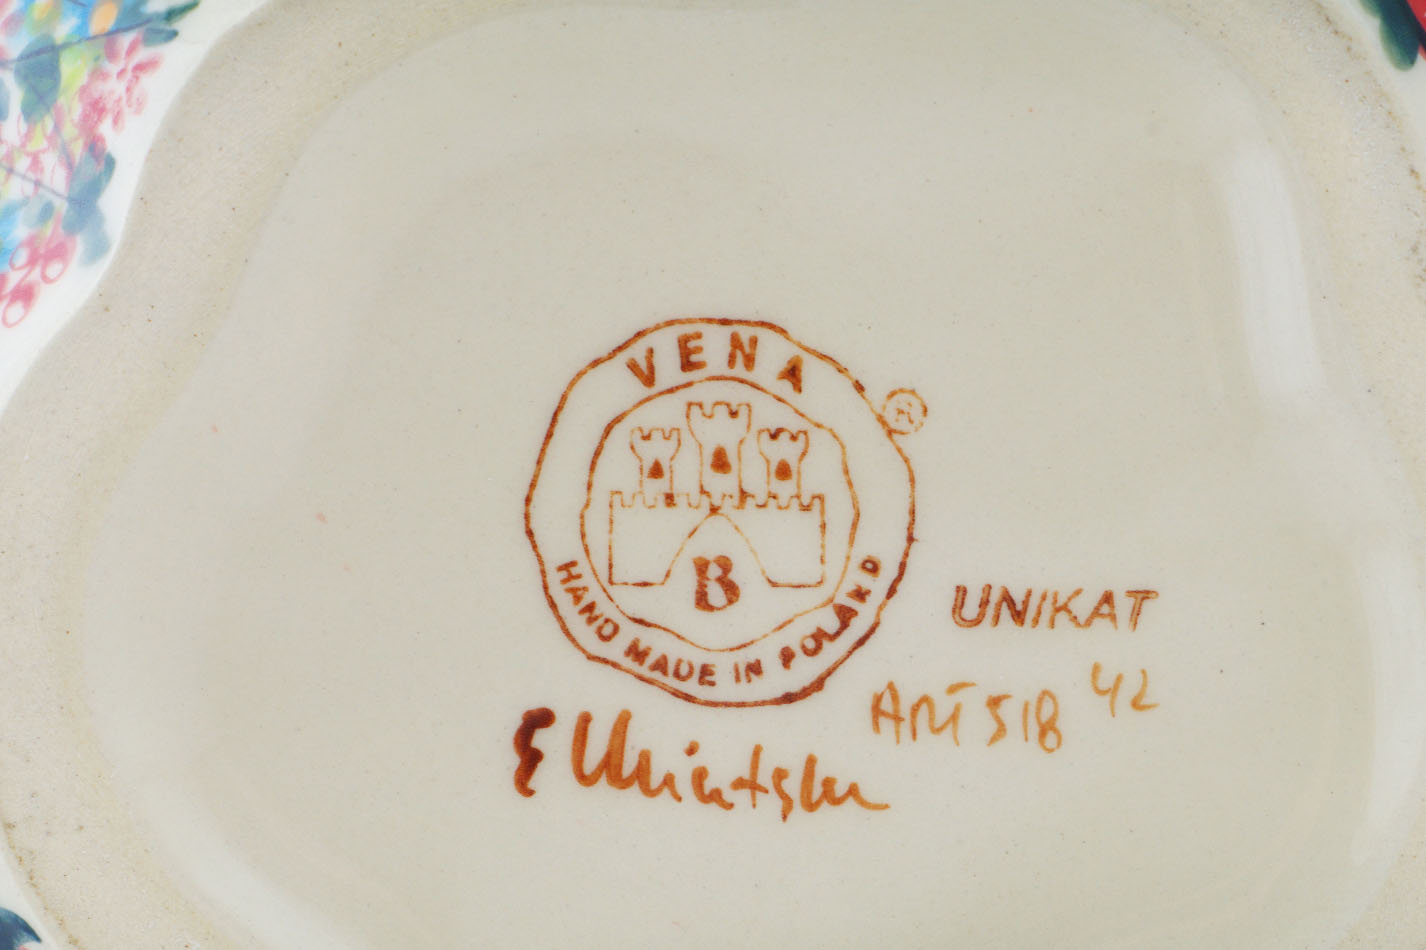 VENA
®
B
HAND MADE IN POLAND
UNIKAT
ART 518 42
E